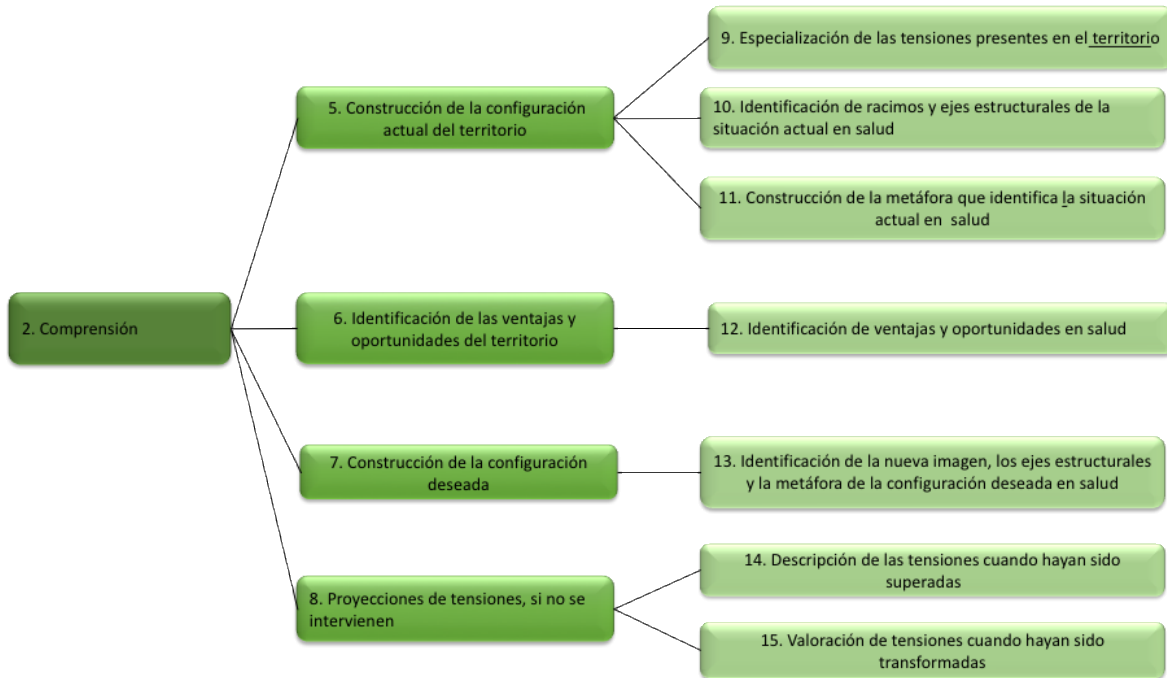 9. Especialización de las tensiones presentes en el territorio
5. Construcción de la configuración
actual del territorio
10. Identificación de racimos y ejes estructurales de la
situación actual en salud
11. Construcción de la metáfora que identifica la situación
actual en salud
2. Comprensión
6. Identificación de las ventajas y
oportunidades del territorio
12. Identificación de ventajas y oportunidades en salud
7. Construcción de la configuración
deseada
13. Identificación de la nueva imagen, los ejes estructurales
y la metáfora de la configuración deseada en salud
8. Proyecciones de tensiones, si no se
intervienen
14. Descripción de las tensiones cuando hayan sido
superadas
15. Valoración de tensiones cuando hayan sido
transformadas